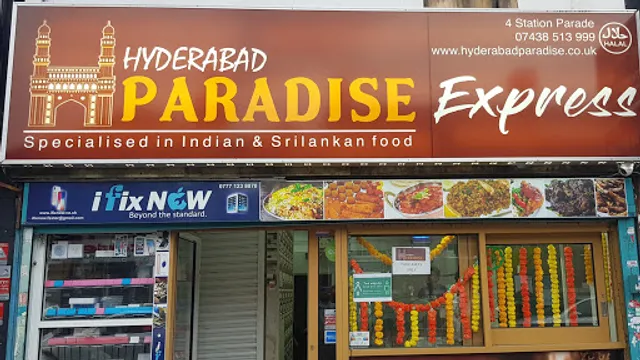 HYDERABAD
PARADISE
Express
Specialised in Indian & Srilankan food
4 Station Parade
07438 513 999
www.hyderabadparadise.co.uk
HALAL
i fix NOW
Beyond the standard.